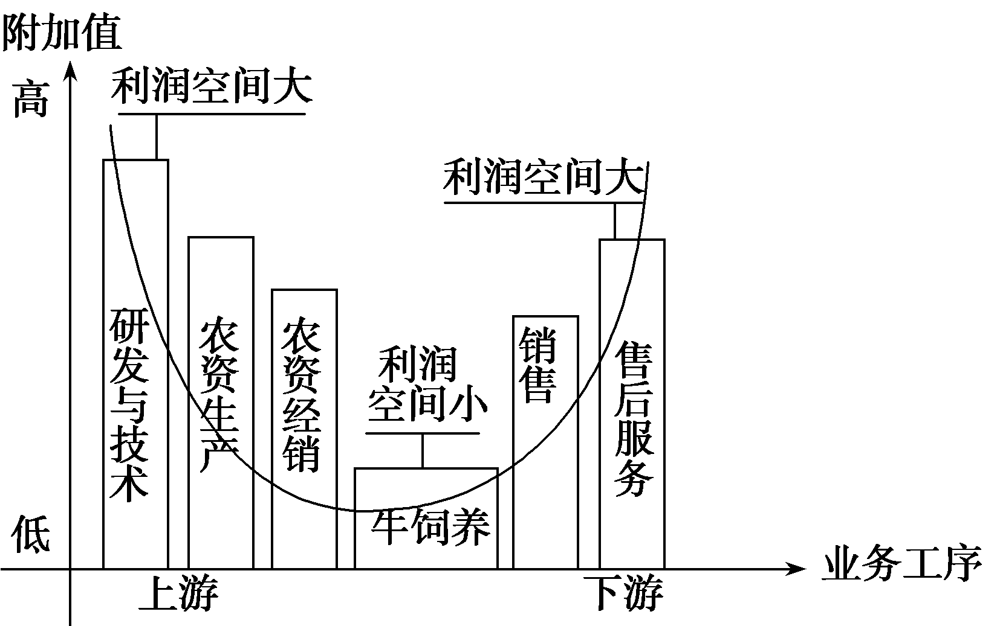 附加值
高
利润空间大
利润空间大
研发与技术
农资生产
农资经销
利润
空间小
牛饲养
销售
售后服务
低
业务工序
上游
下游